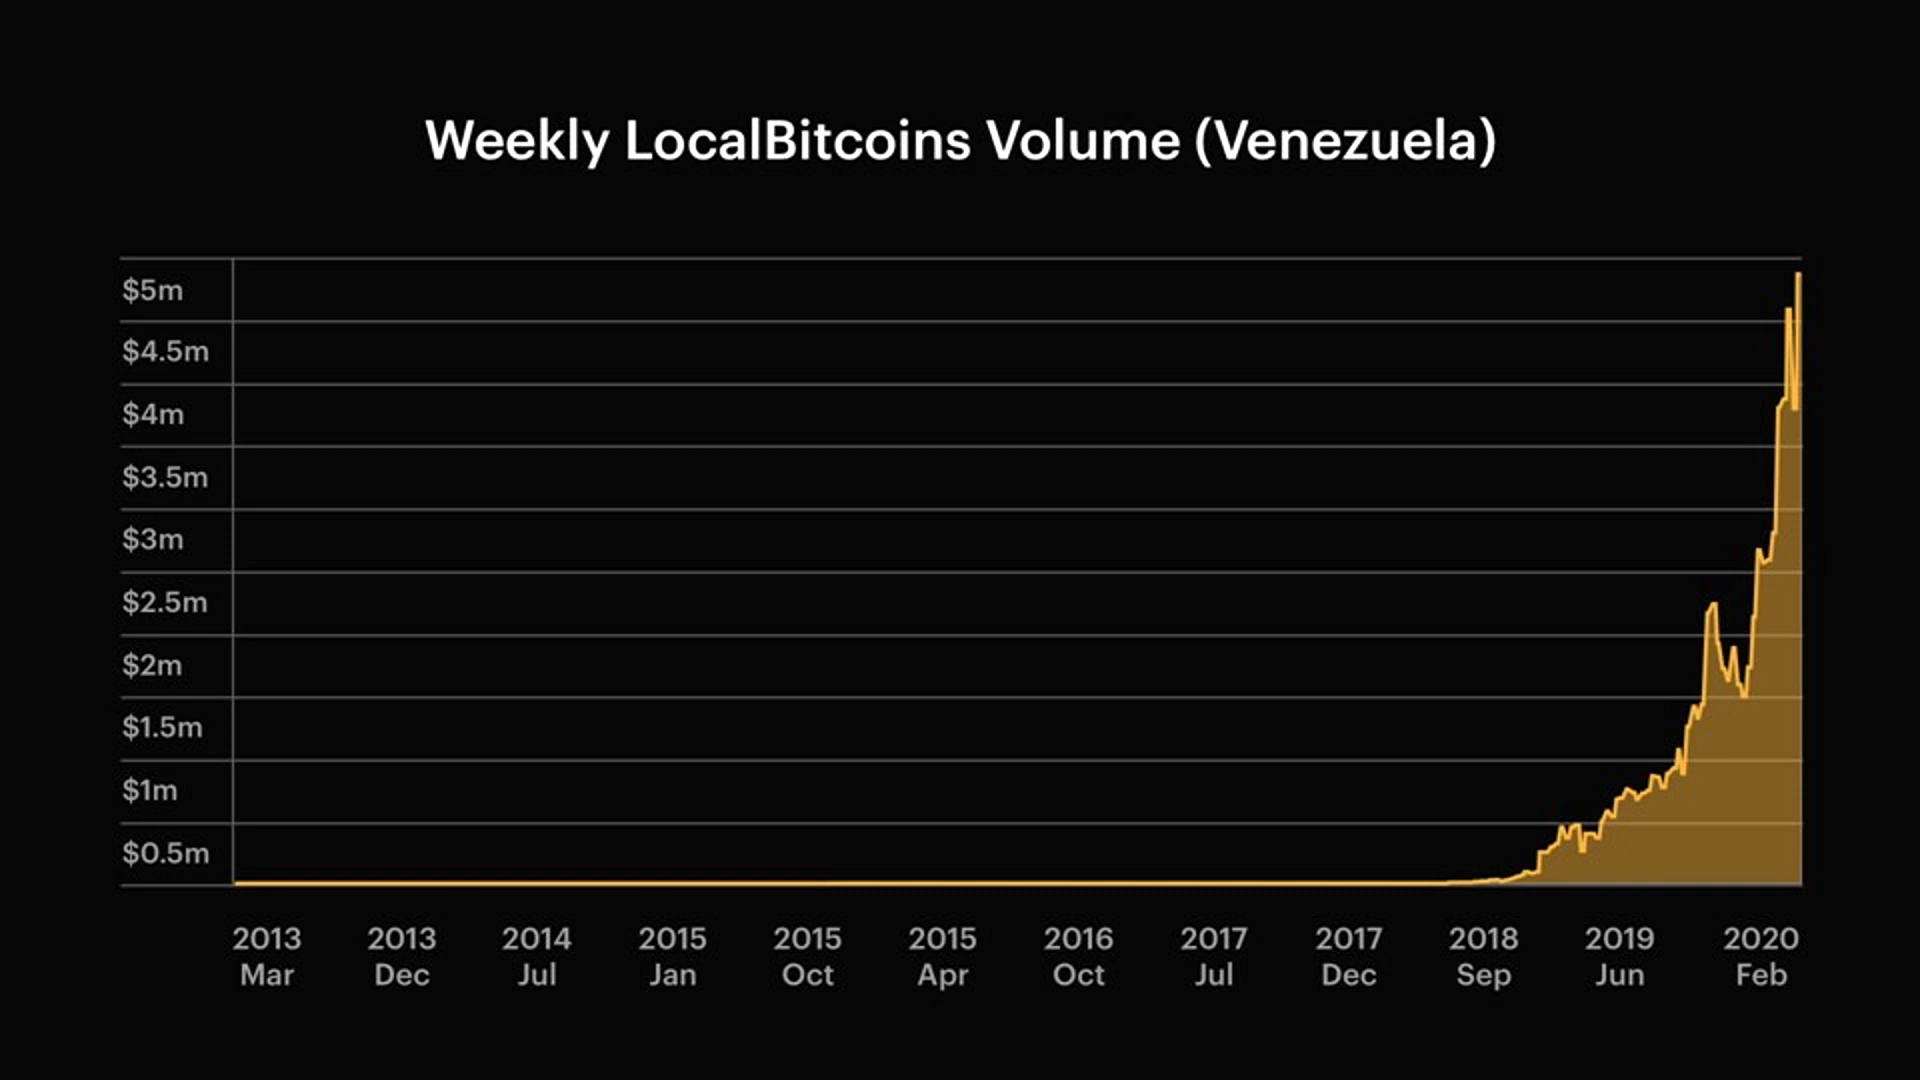 Weekly LocalBitcoins Volume (Venezuela)
$5m
$4.5m
$4m
$3.5m
$3m
$2.5m
$2m
$1.5m
$1m
$0.5m
2013 2013 2014 2015 2015 2015 2016 2017 2017 2018 2019 2020
Mar Dec Jul Jan Oct Apr Oct Jul Dec Sep Jun Feb